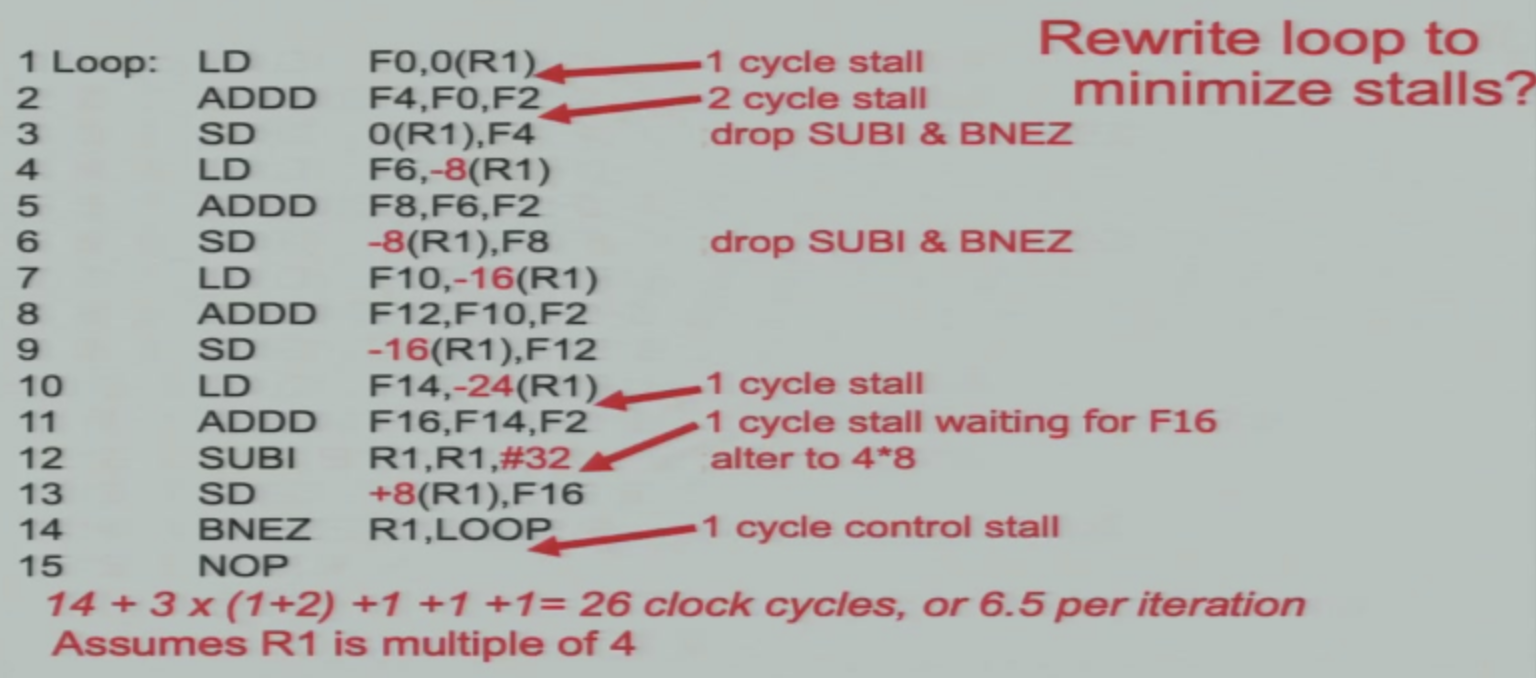 Rewrite loop to
minimize stalls?
1 Loop: LD F0,0(R1) 1 cycle stall
2 ADDD F4,F0,F2 2 cycle stall
3 SD 0(R1),F4 drop SUBI & BNEZ
4 LD F6,-8(R1)
5 ADDD F8,F6,F2
6 SD -8(R1),F8 drop SUBI & BNEZ
7 LD F10,-16(R1)
8 ADDD F12,F10,F2
9 SD -16(R1),F12
10 LD F14,-24(R1) 1 cycle stall
11 ADDD F16,F14,F2 1 cycle stall waiting for F16
12 SUBI R1,R1,#32 alter to 4*8
13 SD +8(R1),F16
14 BNEZ R1,LOOP 1 cycle control stall
15 NOP
14 + 3 x (1+2) +1 +1 +1= 26 clock cycles, or 6.5 per iteration
Assumes R1 is multiple of 4